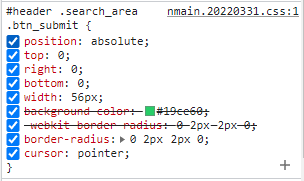 #header .search_area nmain.20220331.css:1
.btn_submit {
position: absolute;
top: 0;
right: 0;
bottom: 0;
width: 56px;
background-color: #19ce60;
-webkit-border-radius: 0 2px 2px 0;
border-radius: 0 2px 2px 0;
cursor: pointer;
}